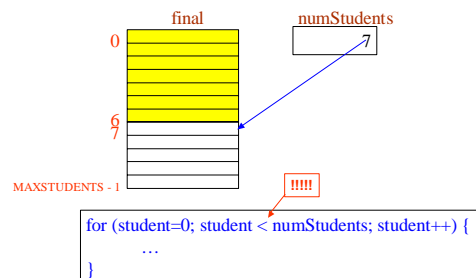 final
numStudents
0
7
6
7
MAXSTUDENTS - 1
!!!!!
for (student=0; student < numStudents; student++) {
…
}